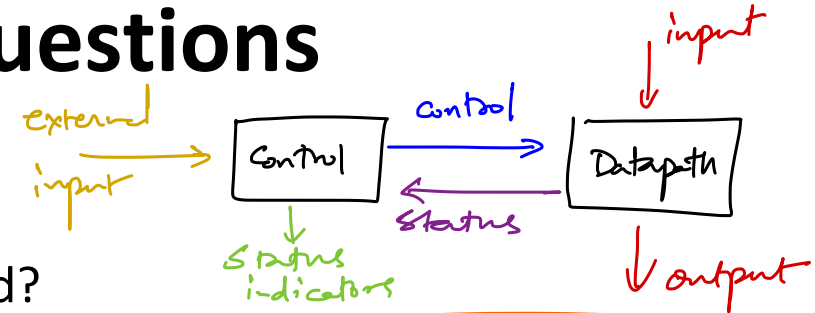 uestions
input
external
input
control
control
Datapath
status
status
indicators
output
d?